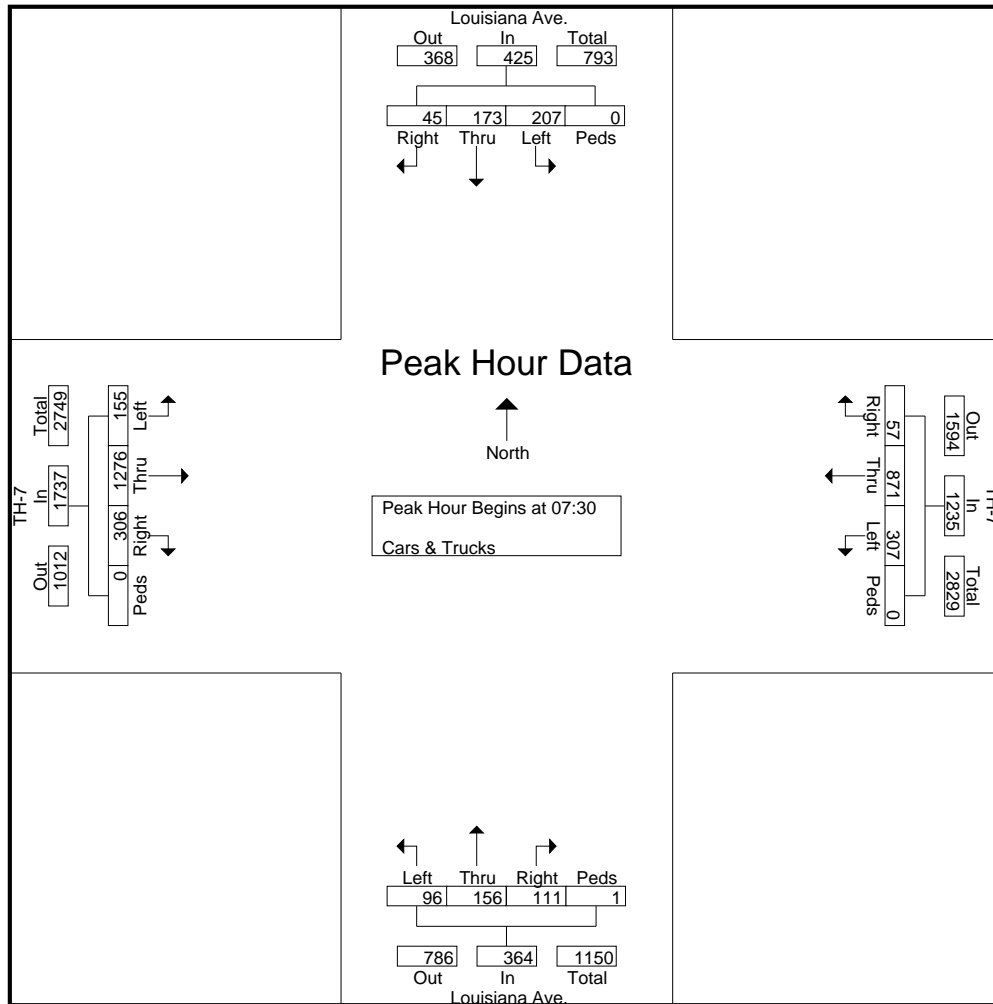 Louisiana Ave.
Out In Total
368 425 793
45 173 207 0
Right Thru Left Peds
Peak Hour Data
North
Peak Hour Begins at 07:30
Cars & Trucks
TH-7
Total In Out
2749 1737 1012
155 1276 306 0
Left Thru Right Peds
Right Thru Left Peds
57 871 307 0
Out In Total
1594 1235 2829
TH-7
Left Thru Right Peds
96 156 111 1
786 364 1150
Out In Total
Louisiana Ave.